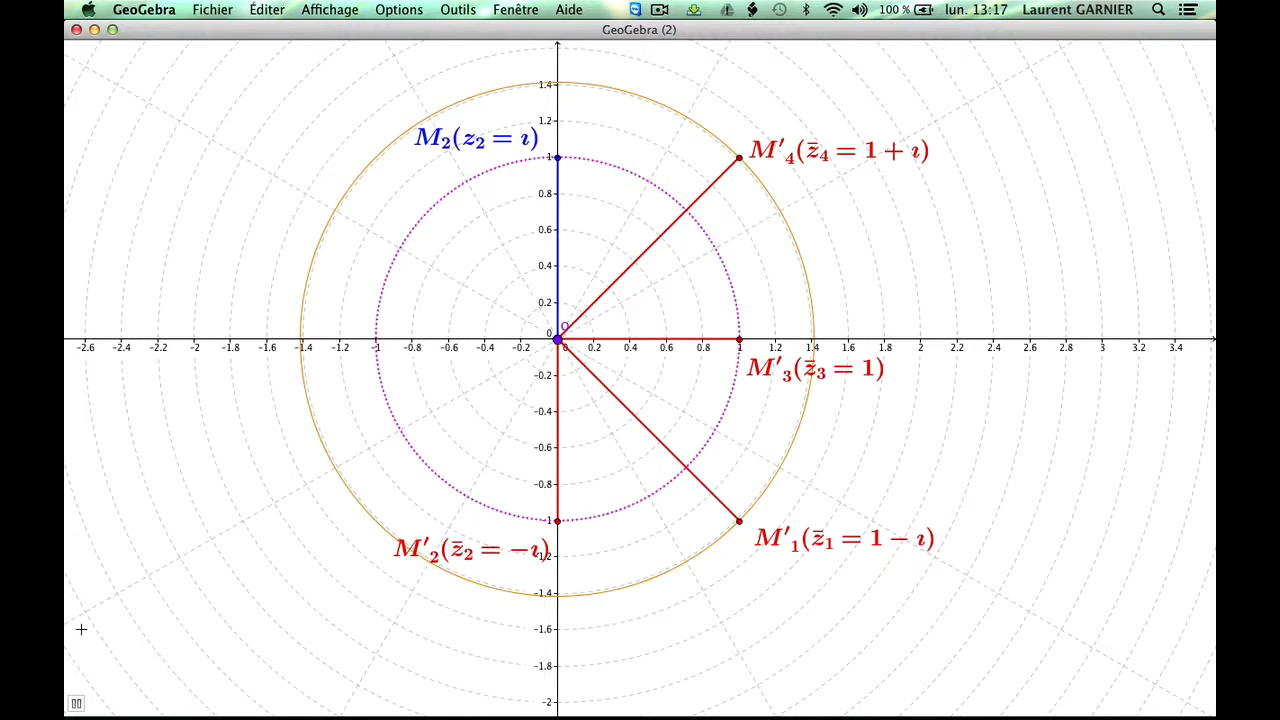 GeoGebra Fichier Éditer Affichage Options Outils Fenêtre Aide 100 % lun. 13:17 Laurent GARNIER
GeoGebra (2)
1.4
M₂(z₂ = ı)
1.2
M′₄(z̄₄ = 1 + ı)
1
0.8
0.6
0.4
0.2
O
0
-2.6 -2.4 -2.2 -2 -1.8 -1.6 -1.4 -1.2 -1 -0.8 -0.6 -0.4 -0.2 0 0.2 0.4 0.6 0.8 1 1.2 1.4 1.6 1.8 2 2.2 2.4 2.6 2.8 3 3.2 3.4
M′₃(z̄₃ = 1)
-0.2
-0.4
-0.6
-0.8
-1
M′₁(z̄₁ = 1 − ı)
M′₂(z̄₂ = −ı)
-1.2
-1.4
-1.6
-1.8
-2